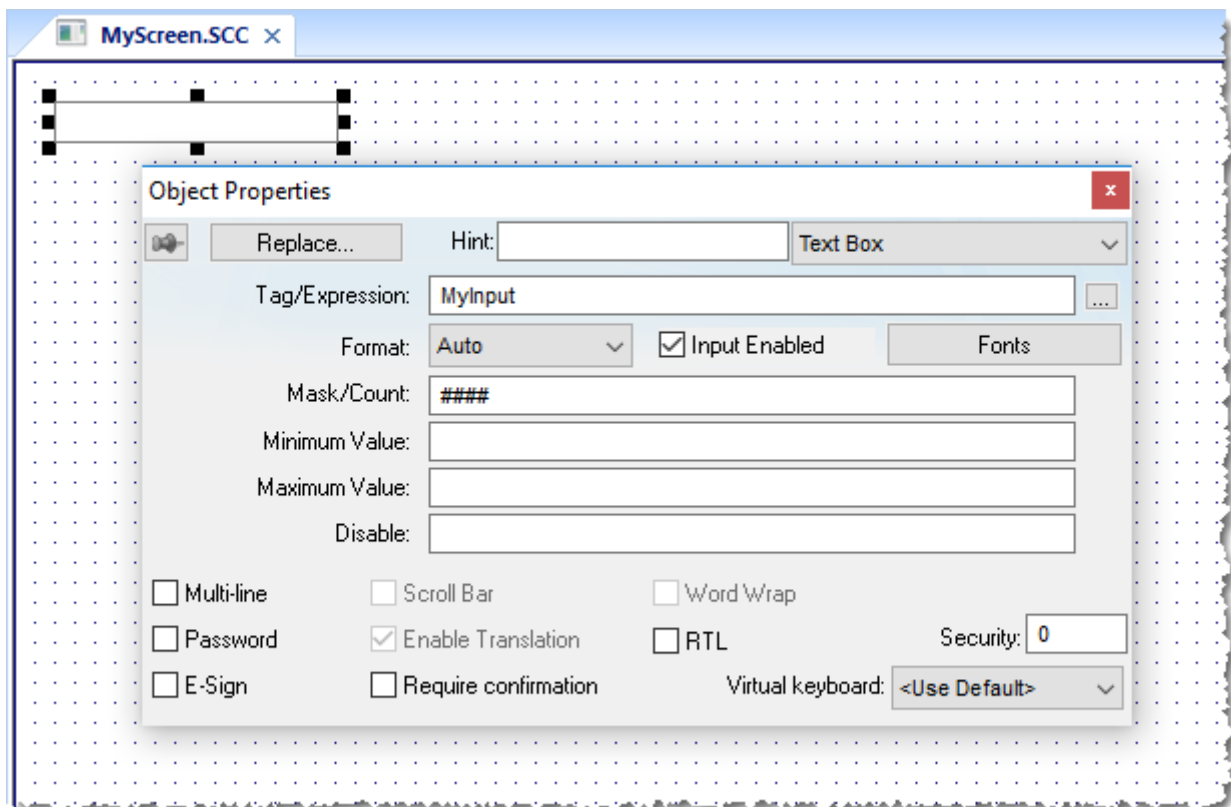 MyScreen.SCC ×
Object Properties
x
Replace... Hint: Text Box
Tag/Expression: MyInput ...
Format: Auto Input Enabled Fonts
Mask/Count: ####
Minimum Value:
Maximum Value:
Disable:
Multi-line Scroll Bar Word Wrap
Password Enable Translation RTL Security: 0
E-Sign Require confirmation Virtual keyboard: <Use Default>